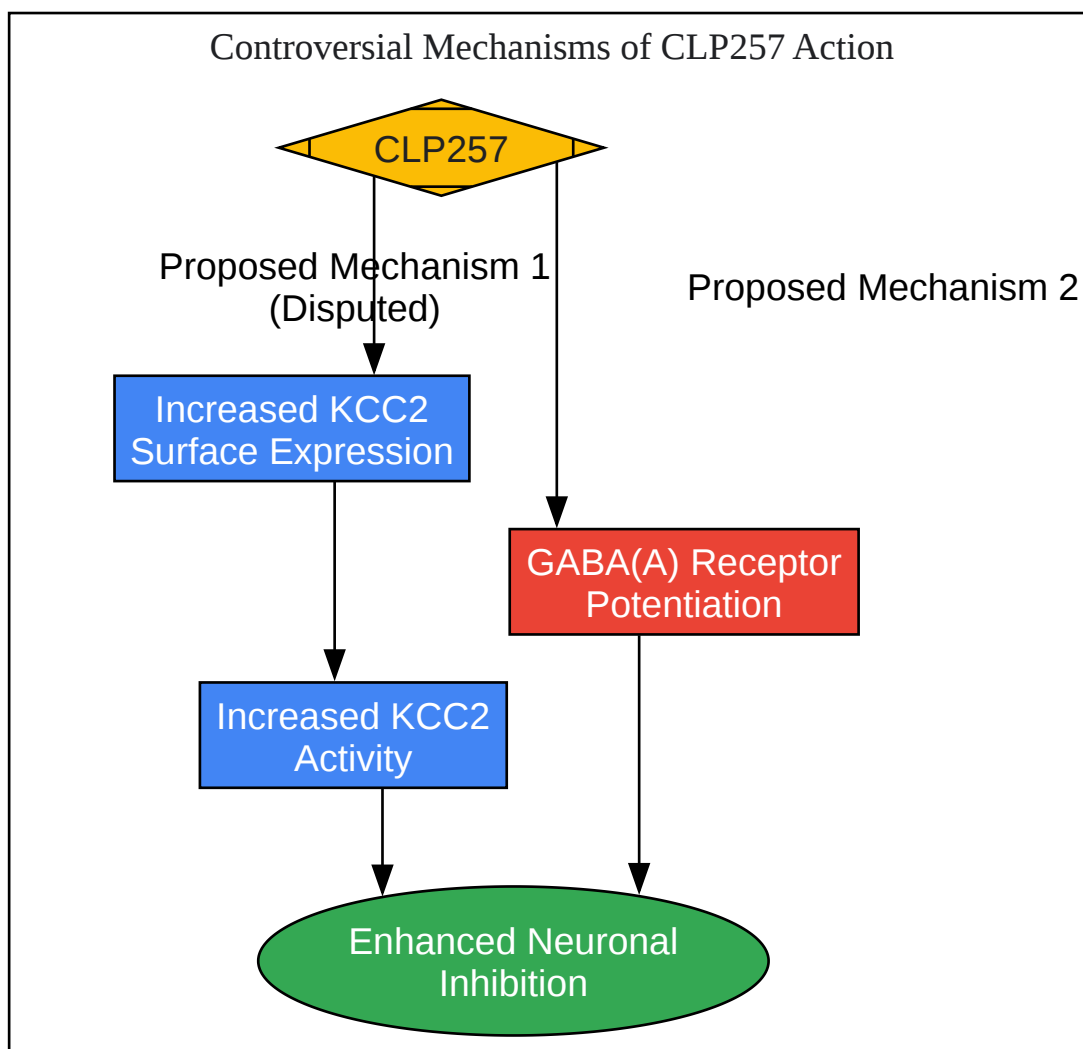 Controversial Mechanisms of CLP257 Action
CLP257
Proposed Mechanism 1
(Disputed)
Proposed Mechanism 2
Increased KCC2
Surface Expression
GABA(A) Receptor
Potentiation
Increased KCC2
Activity
Enhanced Neuronal
Inhibition